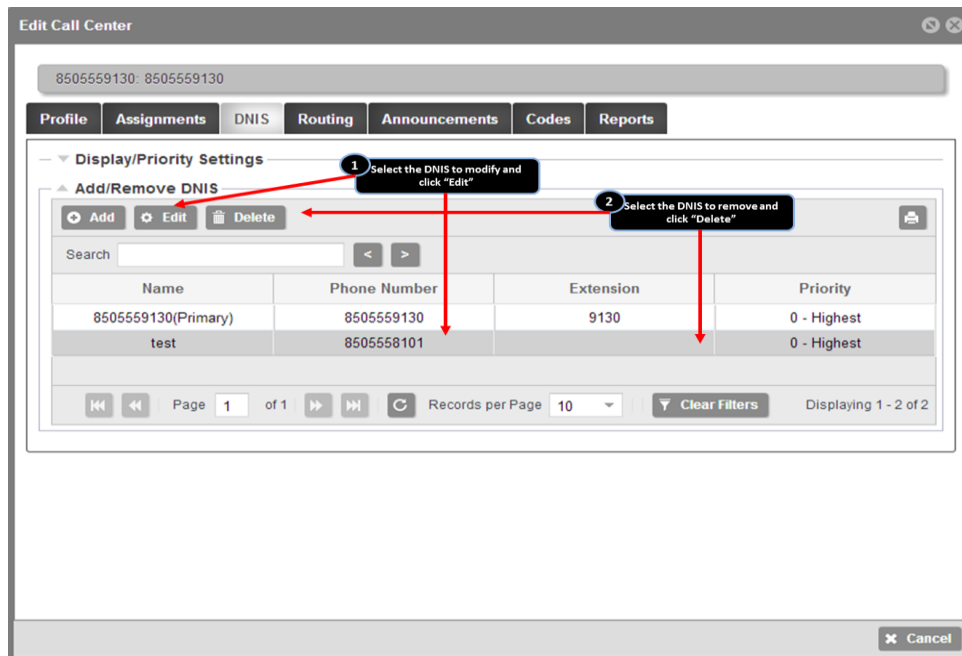 Edit Call Center
8505559130: 8505559130
Profile Assignments DNIS Routing Announcements Codes Reports
Display/Priority Settings
1 Select the DNIS to modify and
click “Edit”
Add/Remove DNIS
2 Select the DNIS to remove and
click “Delete”
Add Edit Delete
Search < >
Name Phone Number Extension Priority
8505559130(Primary) 8505559130 9130 0 - Highest
test 8505558101 0 - Highest
Page 1 of 1 Records per Page 10 Clear Filters Displaying 1 - 2 of 2
Cancel